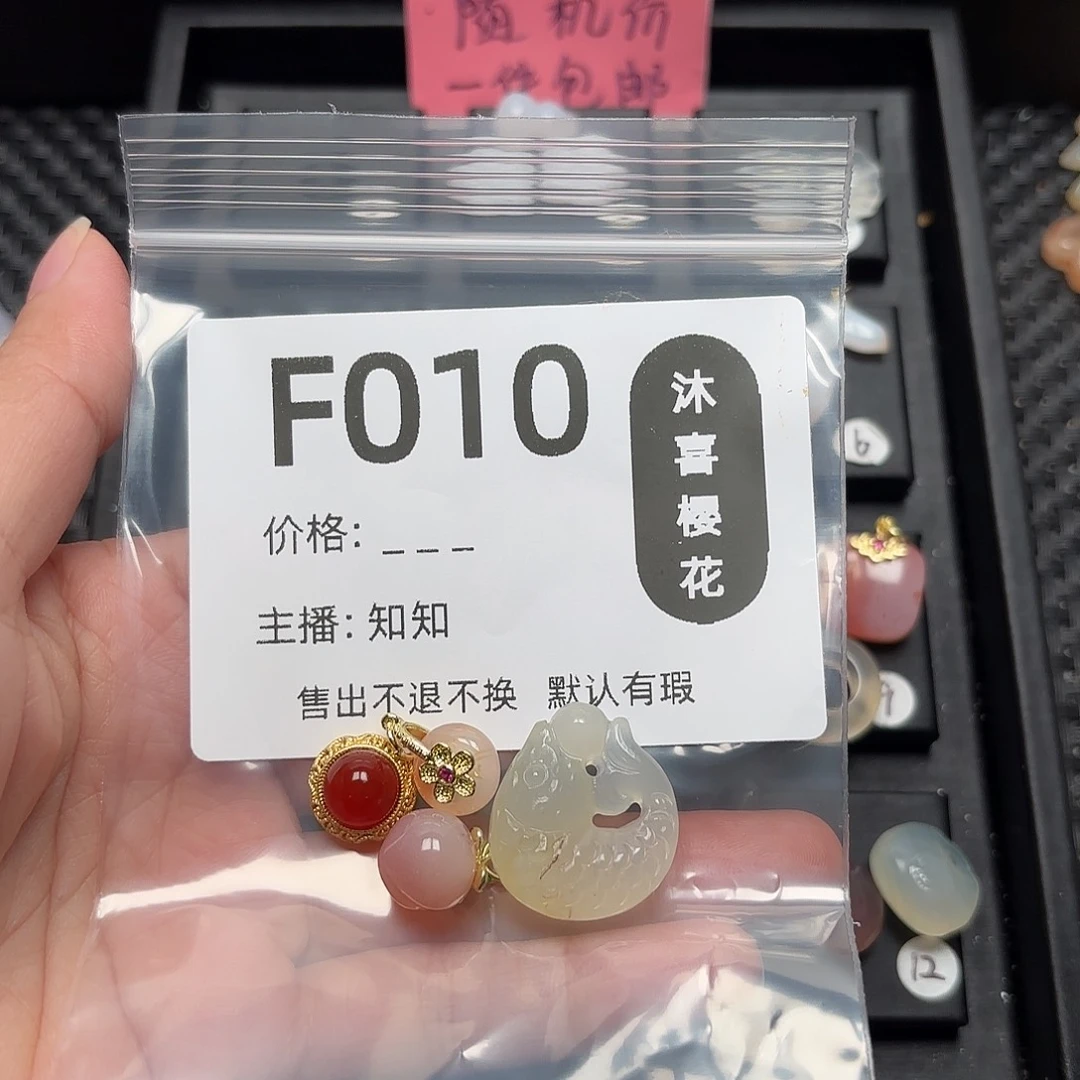 随机价
一件包邮
F010
沐喜樱花
价格: _ _ _
主播: 知知
售出不退不换 默认有瑕
6
9
12